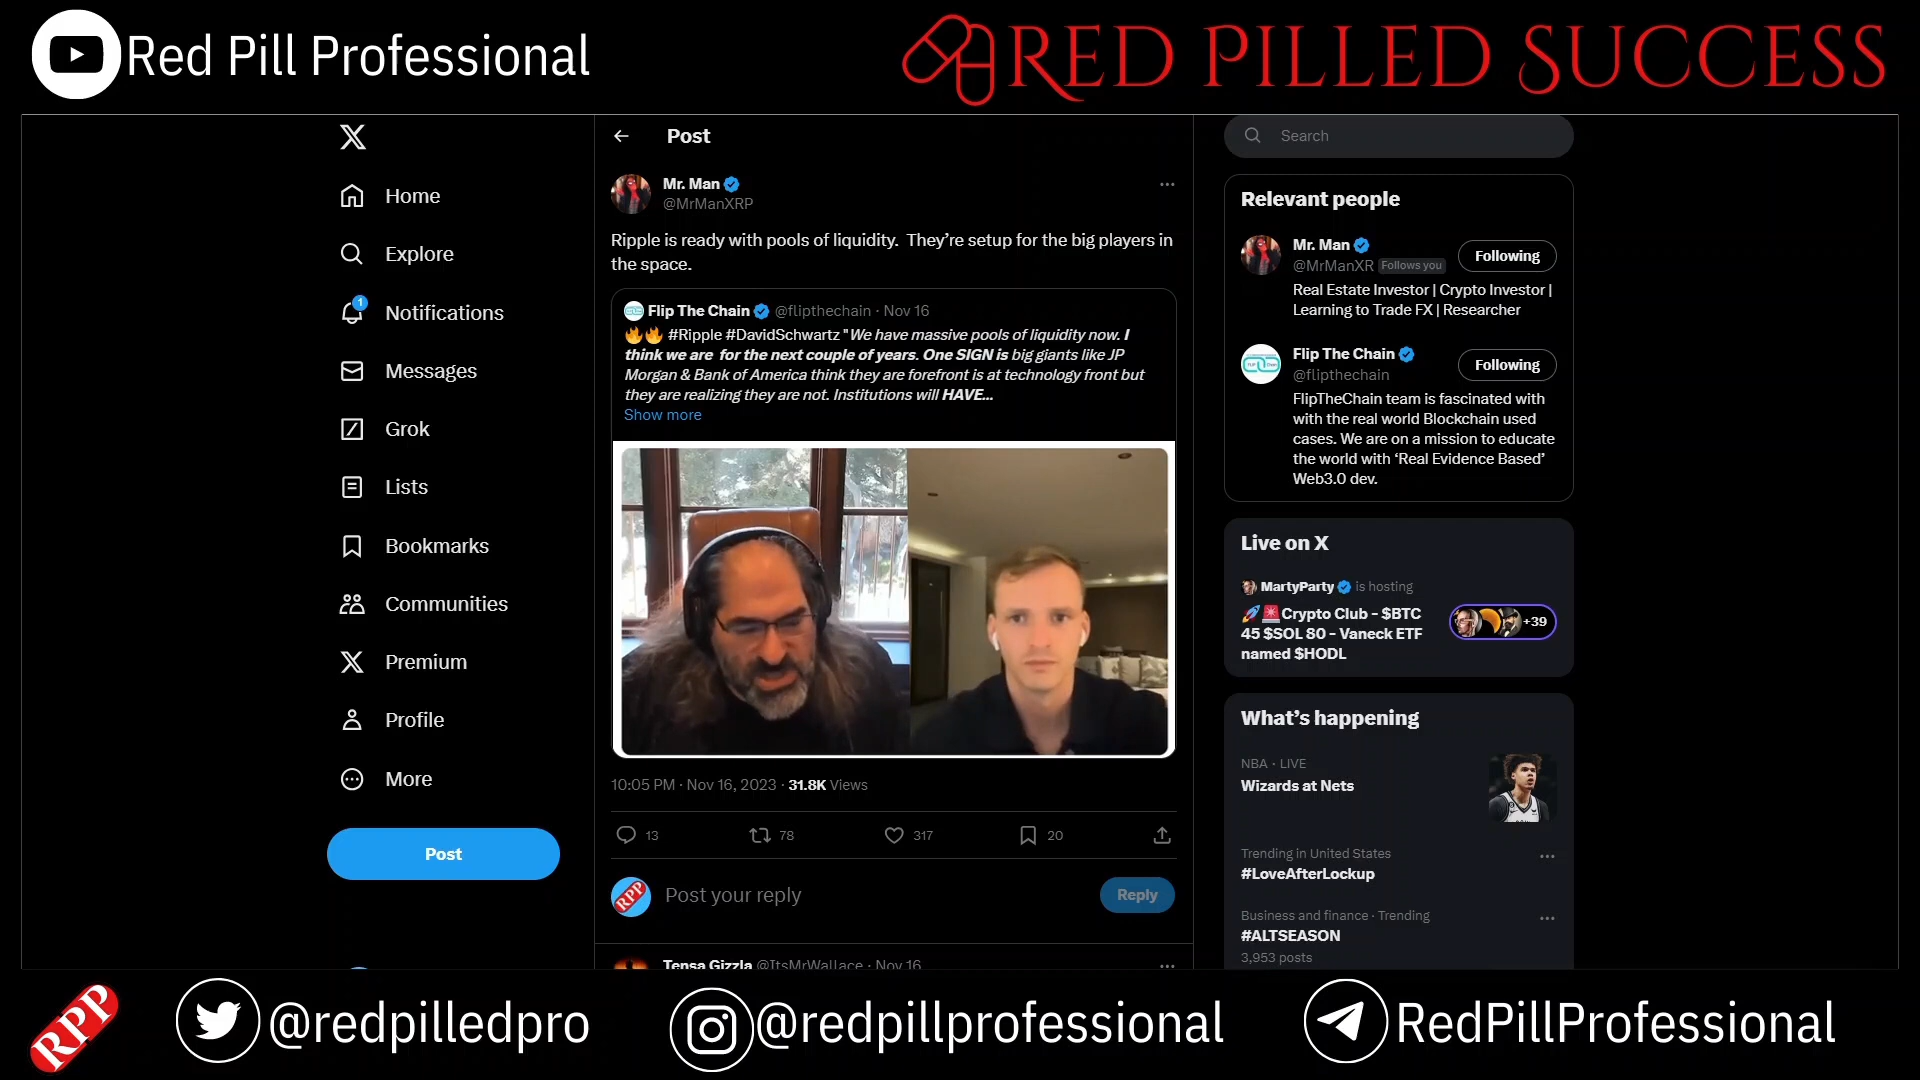 Red Pill Professional
RED PILLED SUCCESS
Home
Explore
1
Notifications
Messages
Grok
Lists
Bookmarks
Communities
Premium
Profile
More
Post
Post
Mr. Man
@MrManXRP
Ripple is ready with pools of liquidity. They’re setup for the big players in
the space.
Flip The Chain @flipthechain · Nov 16
🔥🔥 #Ripple #DavidSchwartz "We have massive pools of liquidity now. I
think we are for the next couple of years. One SIGN is big giants like JP
Morgan & Bank of America think they are forefront is at technology front but
they are realizing they are not. Institutions will HAVE...
Show more
10:05 PM · Nov 16, 2023 · 31.8K Views
13 78 317 20
RPP
Post your reply
Reply
Tensa Gizzla @ItsMrWallace · Nov 16
Search
Relevant people
Mr. Man
@MrManXR Follows you
Following
Real Estate Investor | Crypto Investor |
Learning to Trade FX | Researcher
Flip The Chain
@flipthechain
Following
FlipTheChain team is fascinated with
with the real world Blockchain used
cases. We are on a mission to educate
the world with ‘Real Evidence Based’
Web3.0 dev.
Live on X
MartyParty is hosting
🚀🚨Crypto Club - $BTC
45 $SOL 80 - Vaneck ETF
named $HODL
+39
What’s happening
NBA · LIVE
Wizards at Nets
Trending in United States
#LoveAfterLockup
Business and finance · Trending
#ALTSEASON
3,953 posts
RPP
@redpilledpro
@redpillprofessional
RedPillProfessional